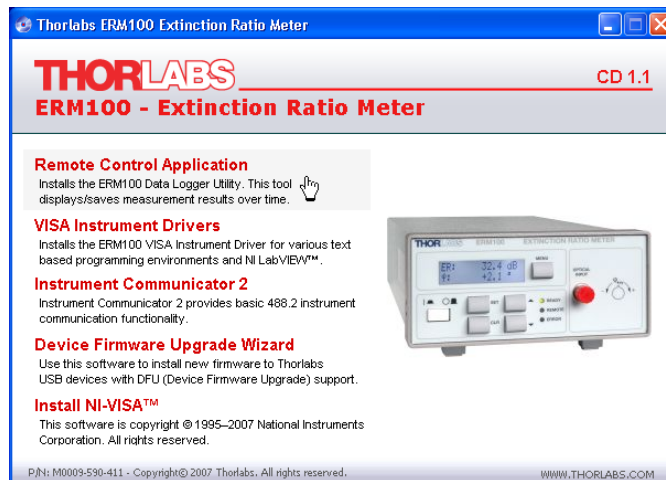 Thorlabs ERM100 Extinction Ratio Meter
THORLABS
CD 1.1
ERM100 - Extinction Ratio Meter
Remote Control Application
Installs the ERM100 Data Logger Utility. This tool
displays/saves measurement results over time.
VISA Instrument Drivers
Installs the ERM100 VISA Instrument Driver for various text
based programming environments and NI LabVIEW™.
Instrument Communicator 2
Instrument Communicator 2 provides basic 488.2 instrument
communication functionality.
Device Firmware Upgrade Wizard
Use this software to install new firmware to Thorlabs
USB devices with DFU (Device Firmware Upgrade) support.
Install NI-VISA™
This software is copyright © 1995–2007 National Instruments
Corporation. All rights reserved.
THORLABS ERM100 EXTINCTION RATIO METER
ER: 32.4 dB
φ: +2.1 °
MENU
OPTICAL
INPUT
SET
CLR
READY
REMOTE
ERROR
P/N: M0009-590-411 - Copyright© 2007 Thorlabs. All rights reserved.
WWW.THORLABS.COM